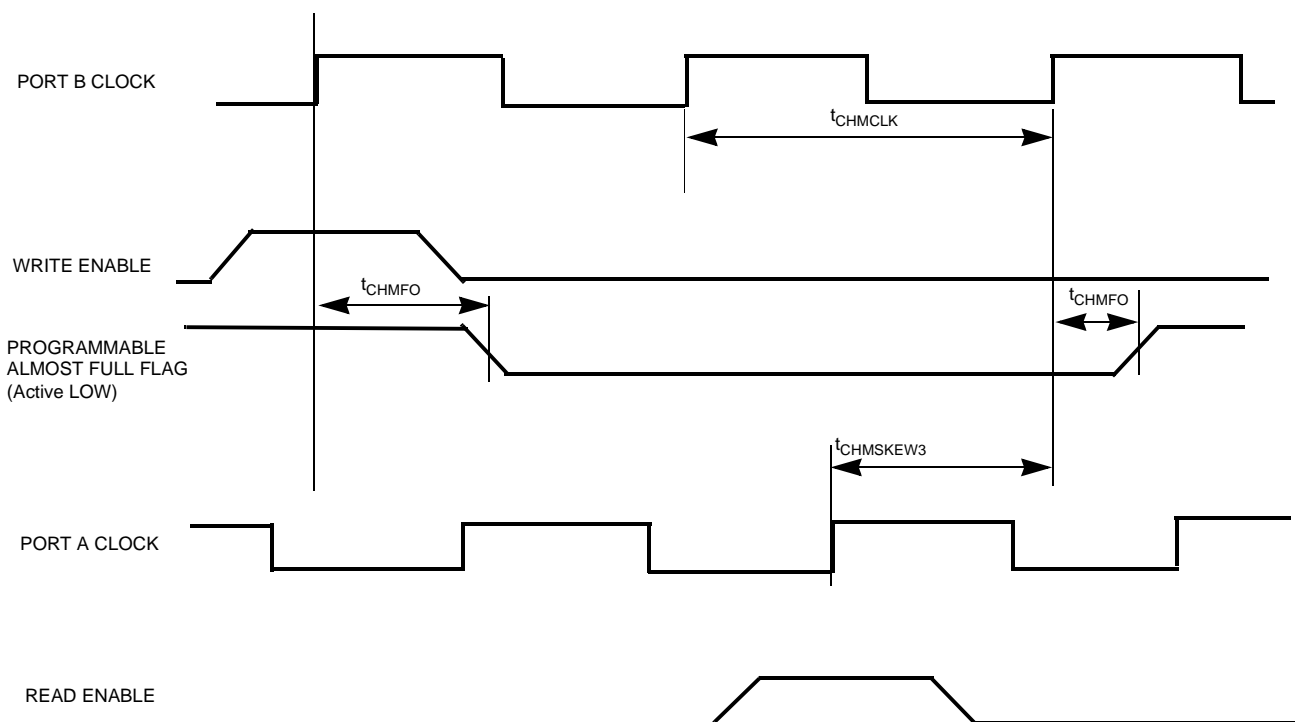 PORT B CLOCK
tCHMCLK
WRITE ENABLE
tCHMFO
tCHMFO
PROGRAMMABLE
ALMOST FULL FLAG
(Active LOW)
tCHMSKEW3
PORT A CLOCK
READ ENABLE